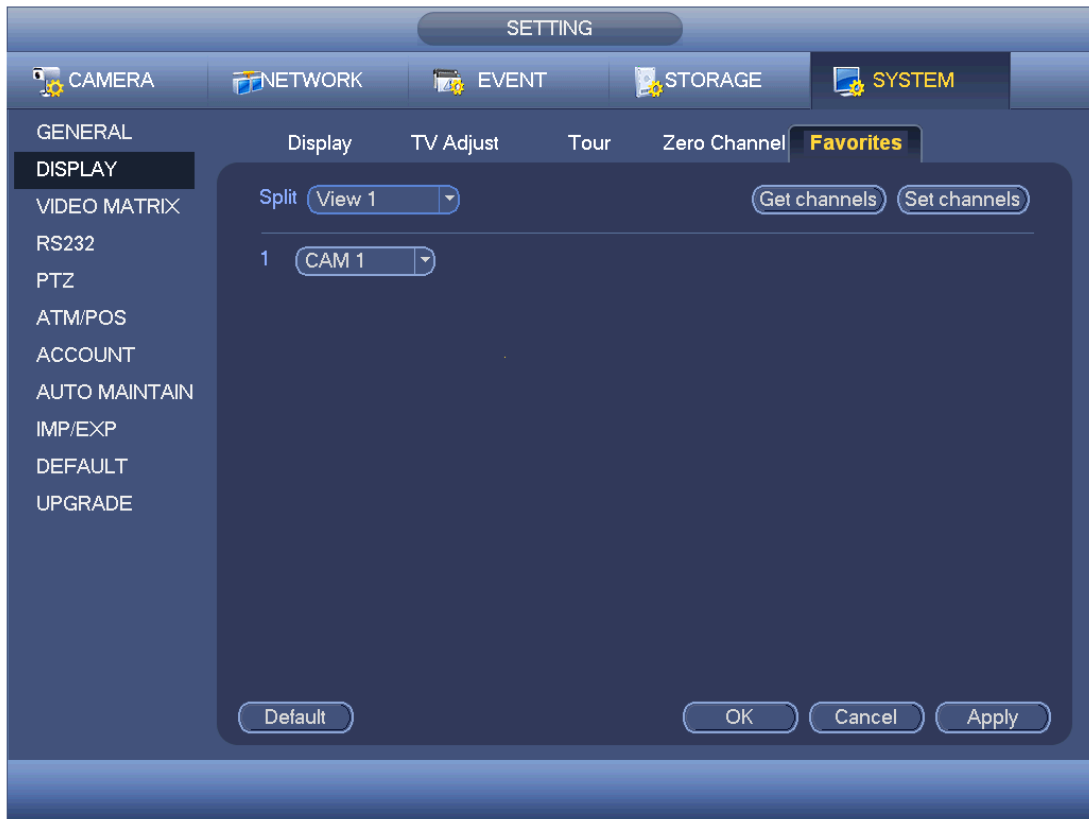 SETTING
CAMERA NETWORK EVENT STORAGE SYSTEM
GENERAL
DISPLAY
VIDEO MATRIX
RS232
PTZ
ATM/POS
ACCOUNT
AUTO MAINTAIN
IMP/EXP
DEFAULT
UPGRADE
Display TV Adjust Tour Zero Channel Favorites
Split View 1 Get channels Set channels
1 CAM 1
Default OK Cancel Apply